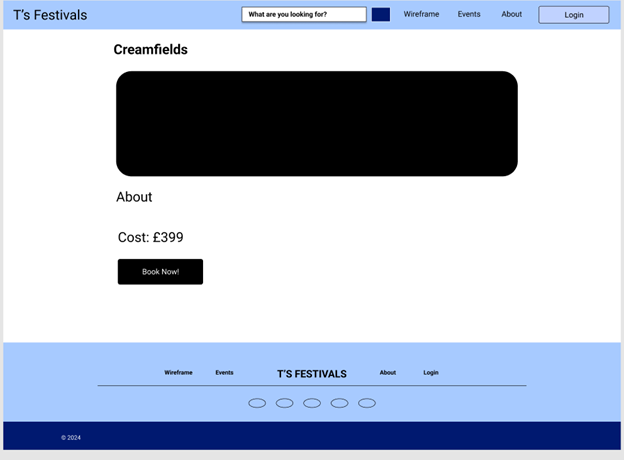 T's Festivals
What are you looking for?
Wireframe
Events
About
Login
Creamfields
About
Cost: £399
Book Now!
Wireframe
Events
T'S FESTIVALS
About
Login
© 2024